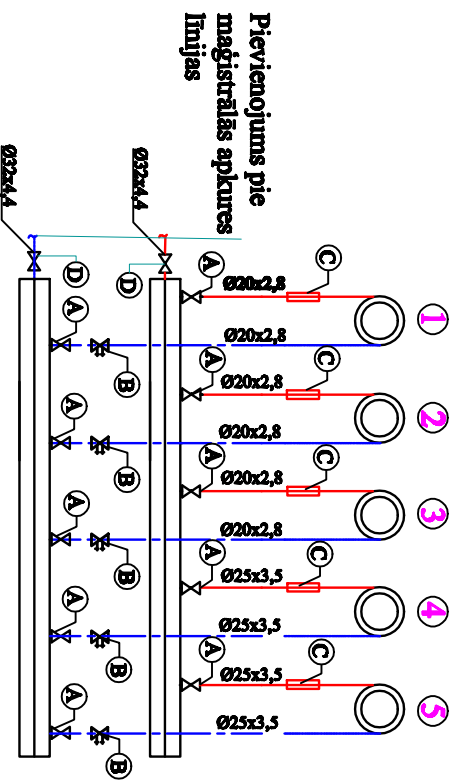 Pievienojums pie
maģistrālās apkures
līnijas
Ø32x4,4
Ø32x4,4
D
D
1
2
3
4
5
C
C
C
C
C
Ø20x2,8
Ø20x2,8
Ø20x2,8
Ø20x2,8
Ø20x2,8
Ø20x2,8
Ø25x3,5
Ø25x3,5
Ø25x3,5
Ø25x3,5
A
A
A
A
A
B
B
B
B
B
A
A
A
A
A